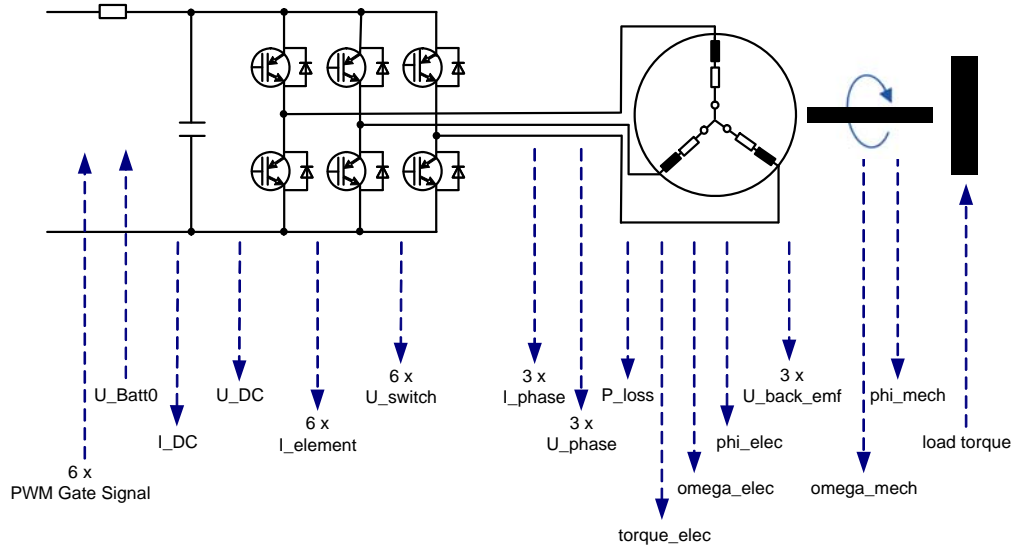 3 x
6 x
3 x
U_Batt0
U_DC
U_switch
I_phase
P_loss
U_back_emf
phi_mech
6 x
3 x
I_DC
I_element
U_phase
phi_elec
load torque
6 x
PWM Gate Signal
omega_elec
omega_mech
torque_elec